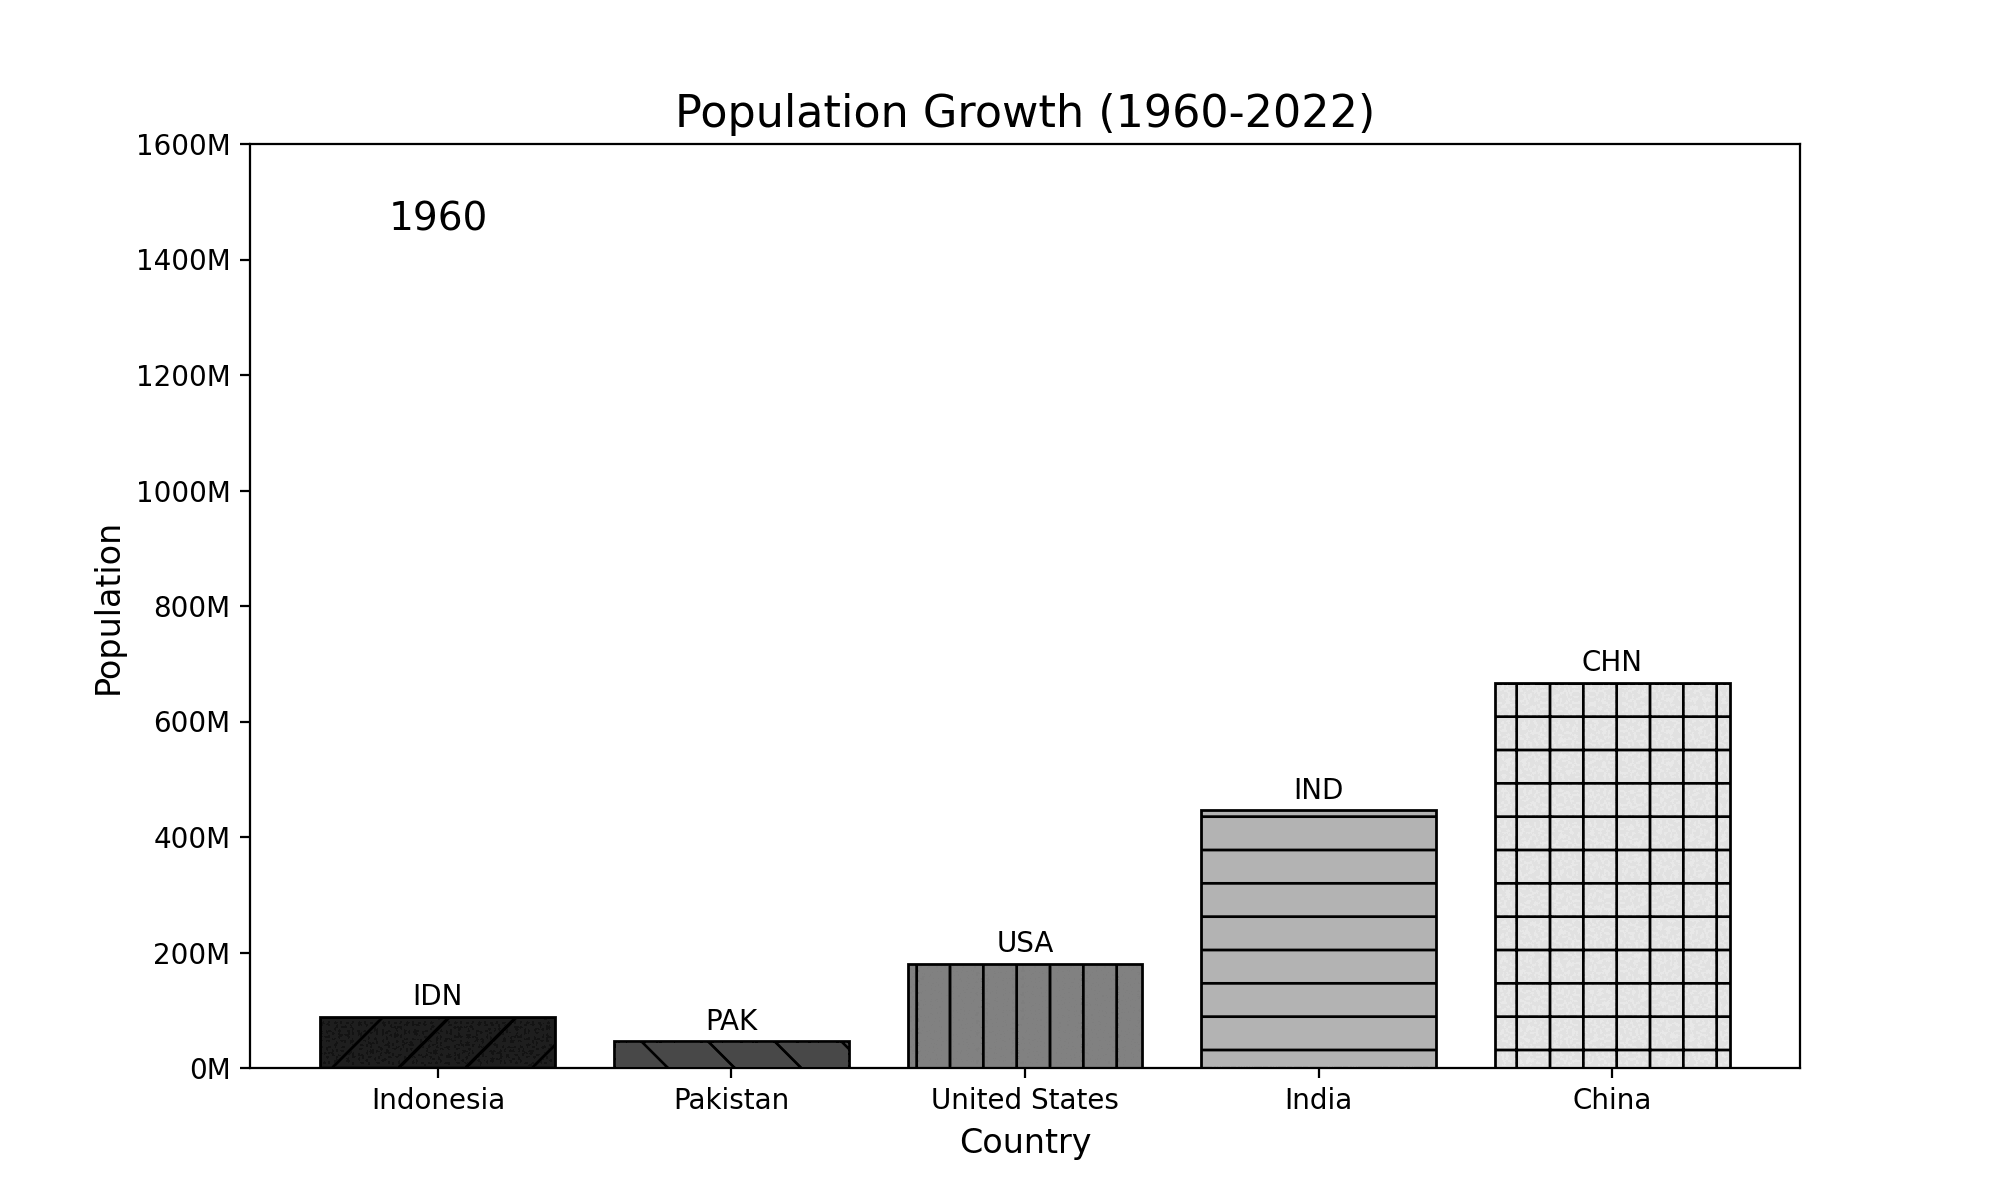 Population Growth (1960-2022)
1600M
1400M
1200M
1000M
800M
600M
400M
200M
0M
Population
1960
IDN
PAK
USA
IND
CHN
Indonesia
Pakistan
United States
India
China
Country